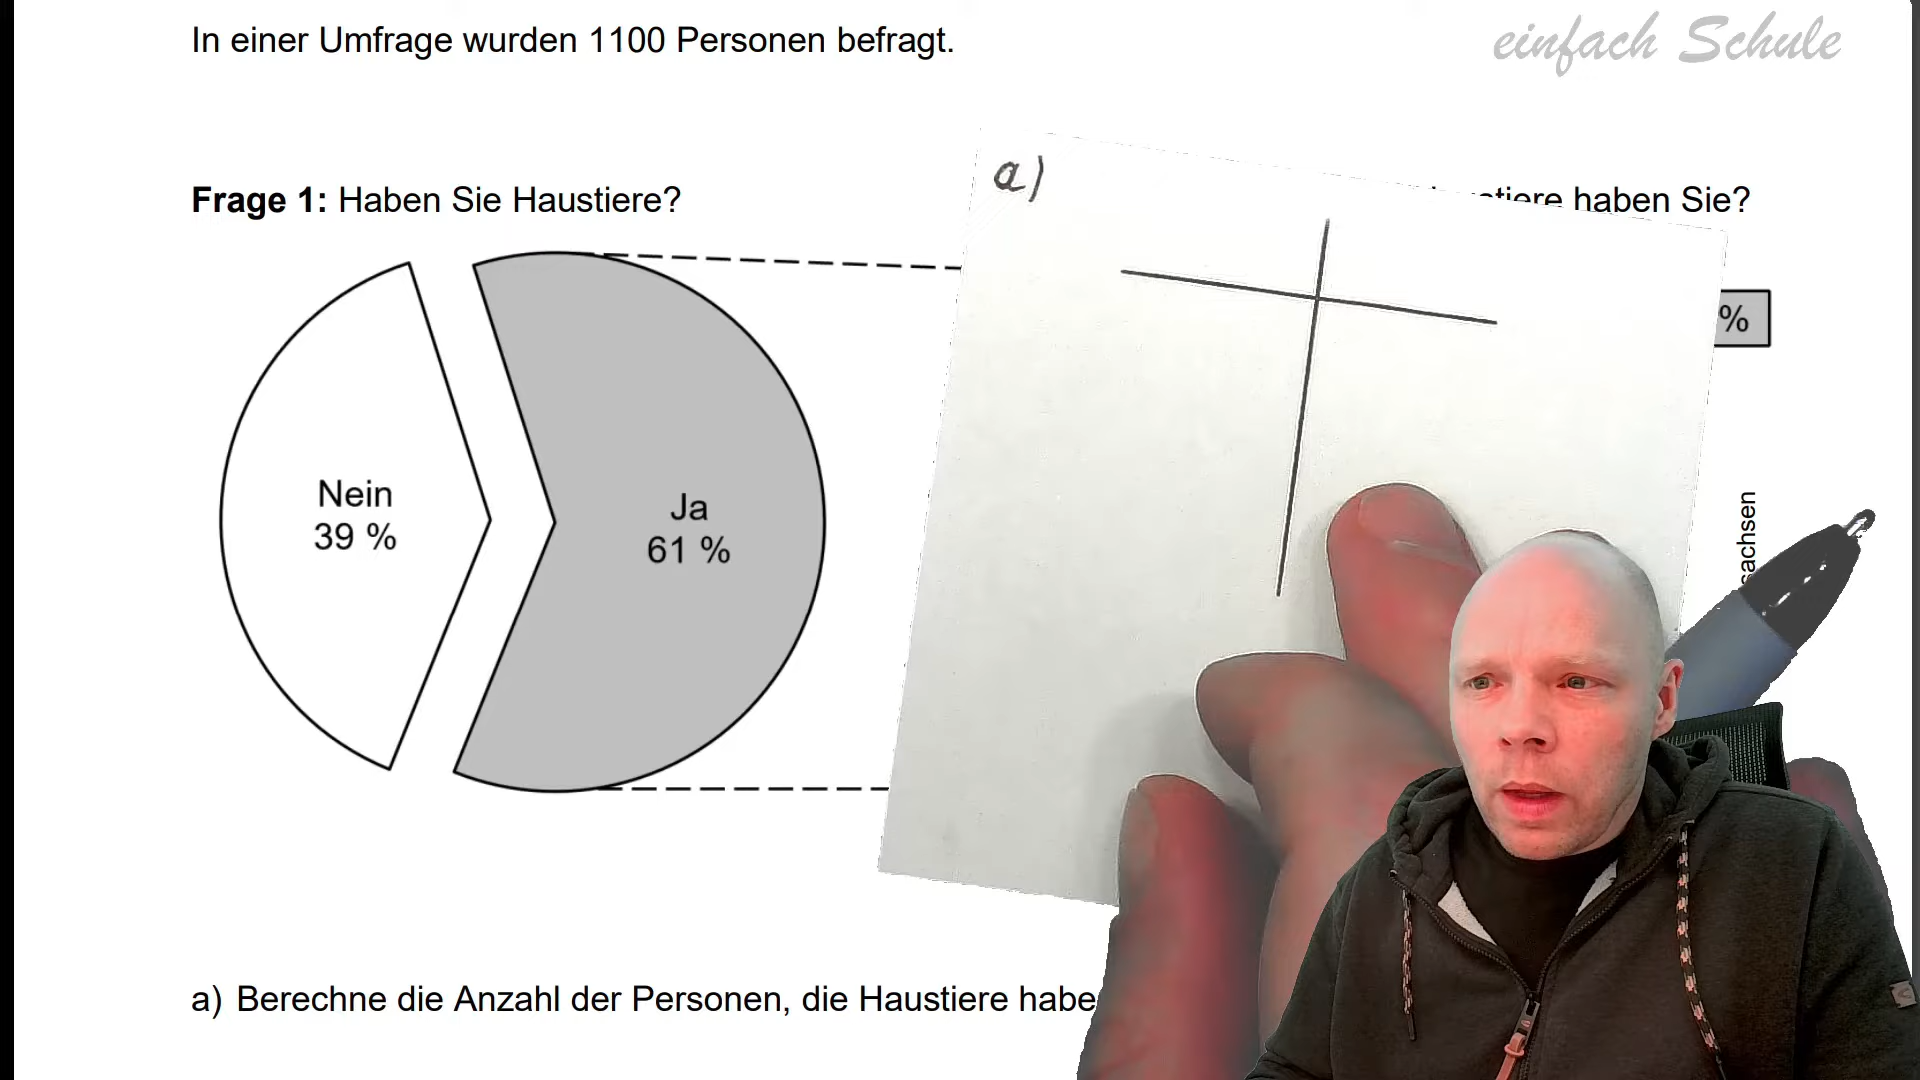 In einer Umfrage wurden 1100 Personen befragt.
einfach Schule
Frage 1: Haben Sie Haustiere?
haben Sie?
a)
%
Nein
39 %
Ja
61 %
a) Berechne die Anzahl der Personen, die Haustiere habe